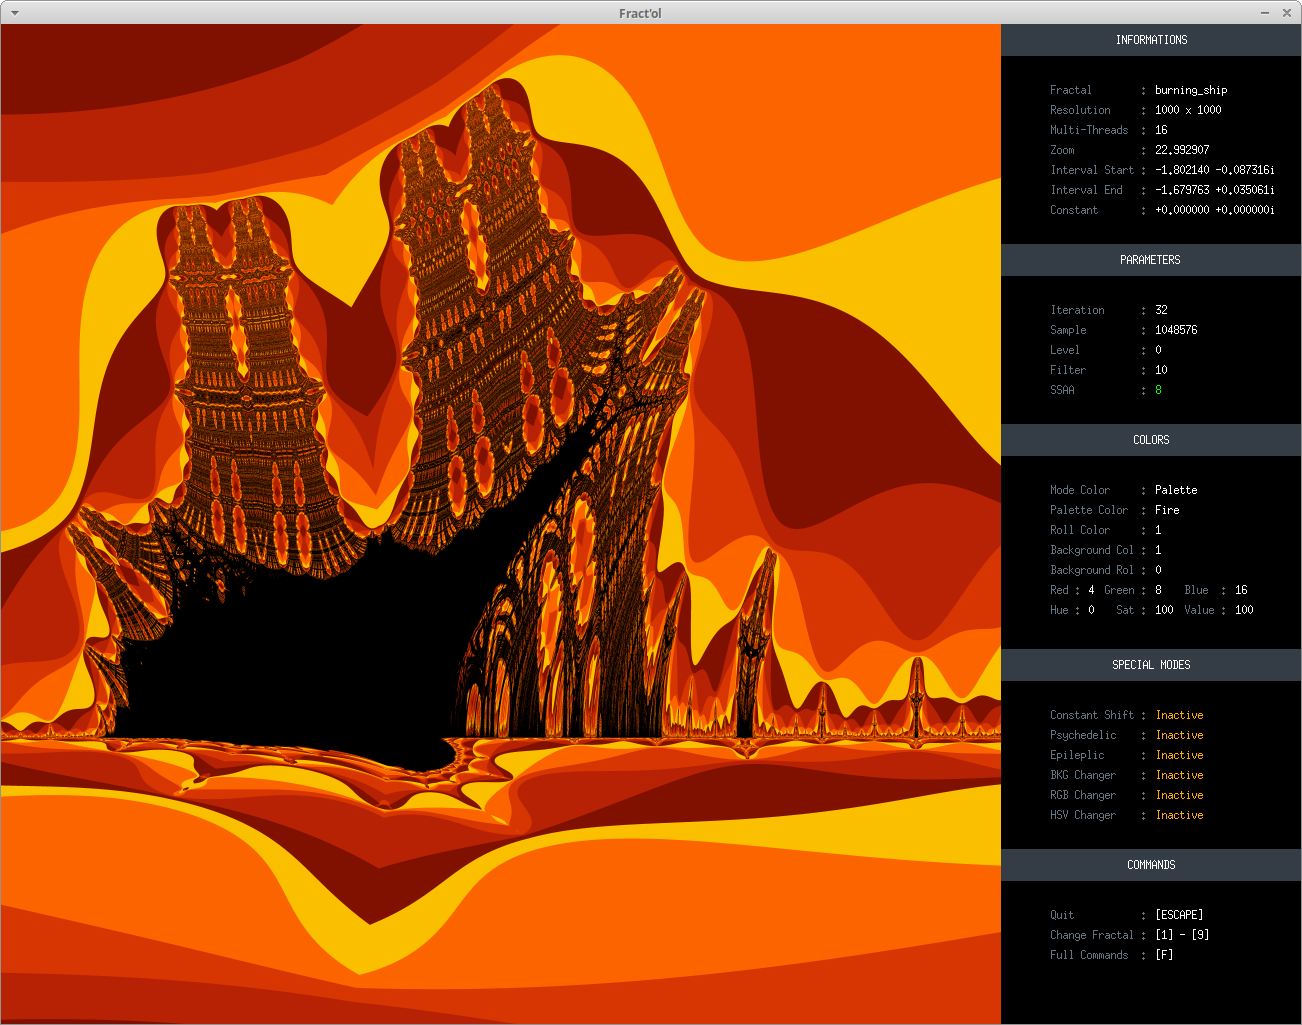 Fract'ol
INFORMATIONS
Fractal : burning_ship
Resolution : 1000 x 1000
Multi-Threads : 16
Zoom : 22.992907
Interval Start : -1.802140 -0.087316i
Interval End : -1.679763 +0.035061i
Constant : +0.000000 +0.000000i
PARAMETERS
Iteration : 32
Sample : 1048576
Level : 0
Filter : 10
SSAA : 8
COLORS
Mode Color : Palette
Palette Color : Fire
Roll Color : 1
Background Col : 1
Background Rol : 0
Red : 4 Green : 8 Blue : 16
Hue : 0 Sat : 100 Value : 100
SPECIAL MODES
Constant Shift : Inactive
Psychedelic : Inactive
Epileplic : Inactive
BKG Changer : Inactive
RGB Changer : Inactive
HSV Changer : Inactive
COMMANDS
Quit : [ESCAPE]
Change Fractal : [1] - [9]
Full Commands : [F]